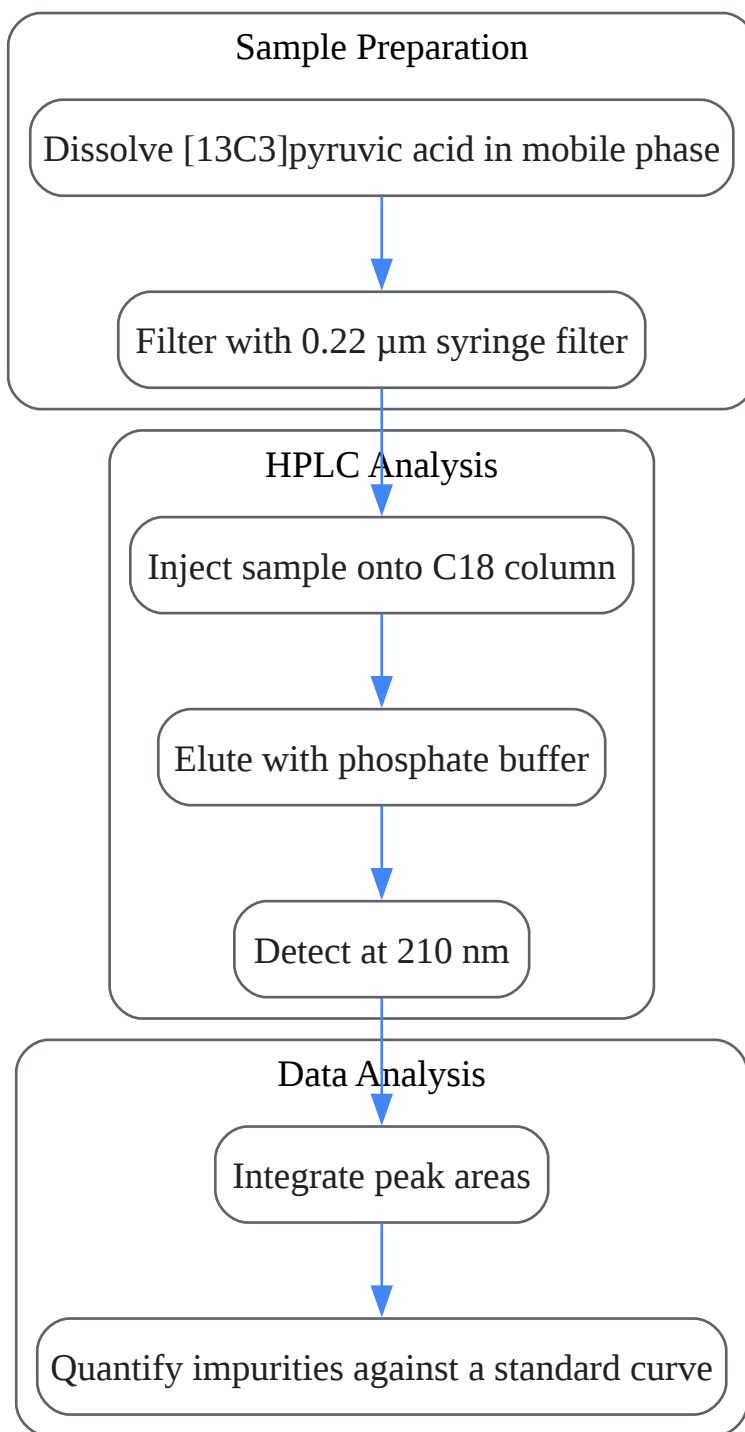 Sample Preparation
Dissolve [13C3]pyruvic acid in mobile phase
Filter with 0.22 µm syringe filter
HPLC Analysis
Inject sample onto C18 column
Elute with phosphate buffer
Detect at 210 nm
Data Analysis
Integrate peak areas
Quantify impurities against a standard curve